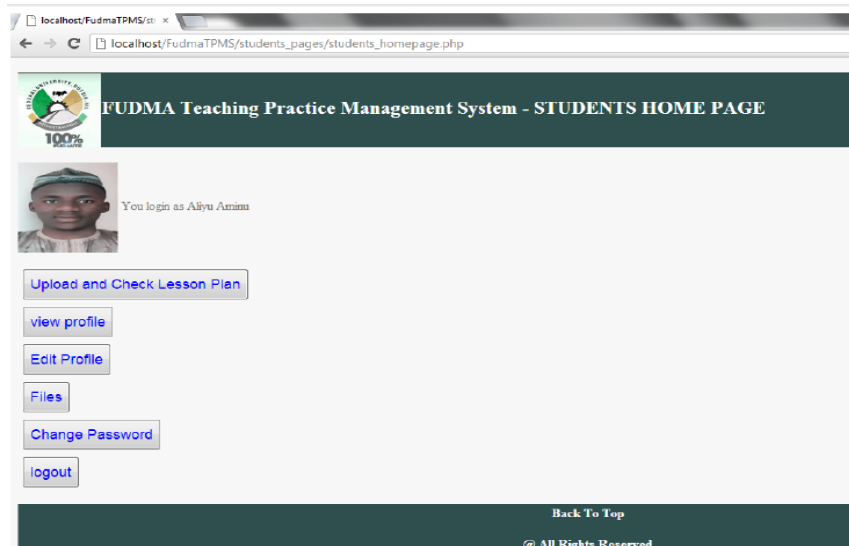 localhost/FudmaTPMS/st
localhost/FudmaTPMS/students_pages/students_homepage.php
FUDMA Teaching Practice Management System - STUDENTS HOME PAGE
100%
You login as Aliyu Aminu
Upload and Check Lesson Plan
view profile
Edit Profile
Files
Change Password
logout
Back To Top
@ All Rights Reserved